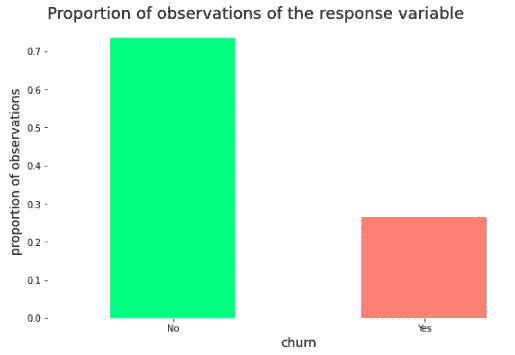 Proportion of observations of the response variable
0.7
0.6
0.5
0.4
0.3
0.2
0.1
0.0
proportion of observations
No
Yes
churn